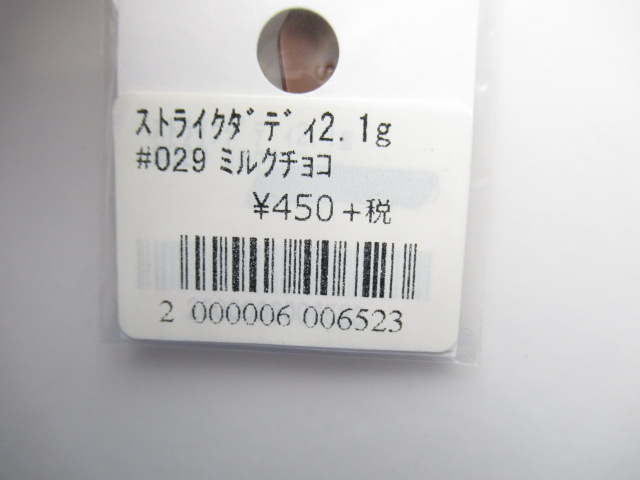 ｽﾄﾗｲｸﾀﾞﾃﾞｨ2.1g
#029 ﾐﾙｸﾁｮｺ
¥450+税
2 000006 006523